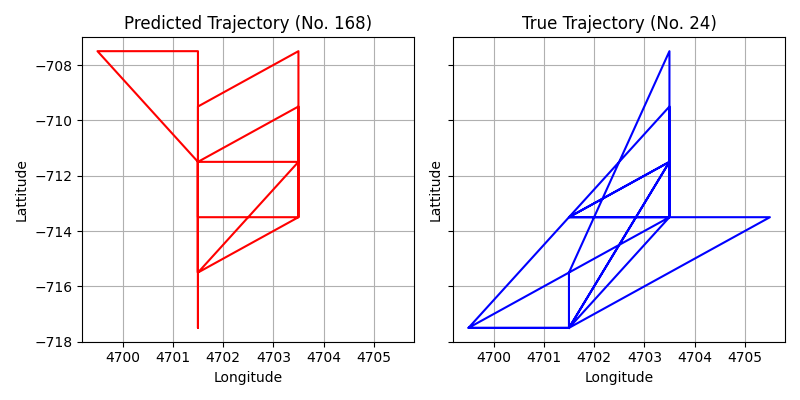 Predicted Trajectory (No. 168)
True Trajectory (No. 24)
Lattitude
−708
−710
−712
−714
−716
−718
4700 4701 4702 4703 4704 4705
Longitude
Lattitude
4700 4701 4702 4703 4704 4705
Longitude